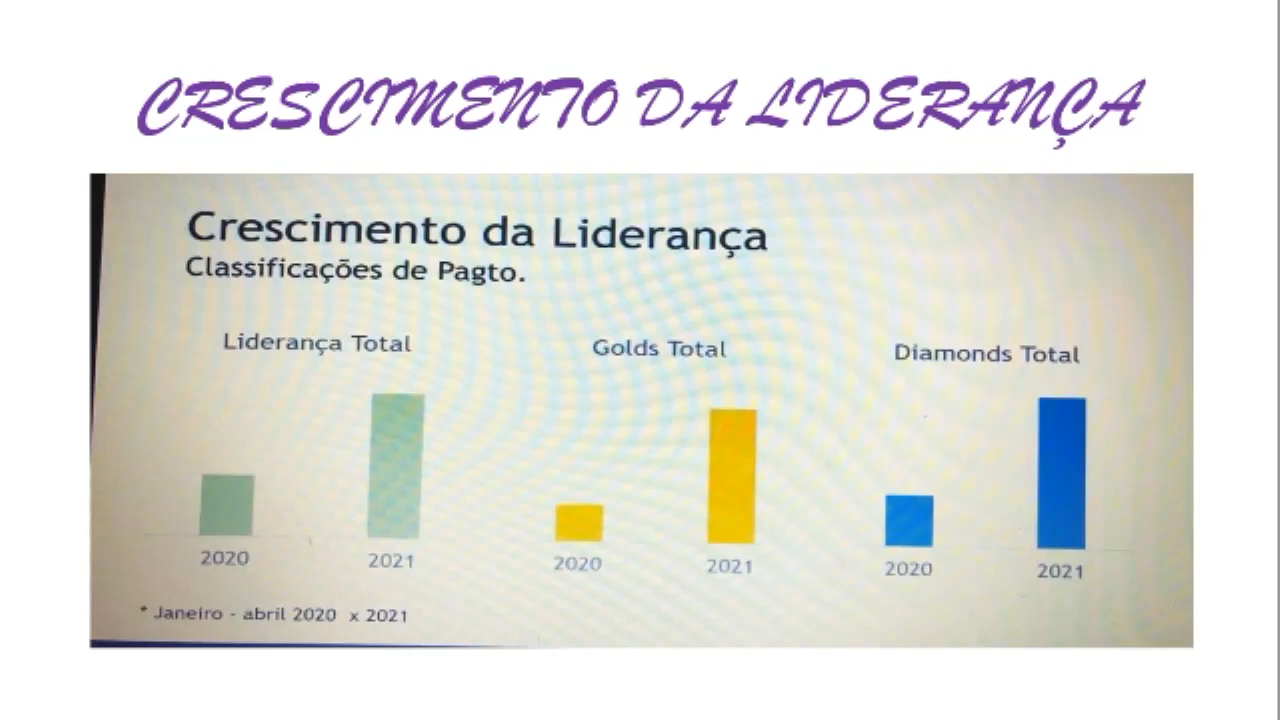 CRESCIMENTO DA LIDERANÇA
Crescimento da Liderança
Classificações de Pagto.
Liderança Total
Golds Total
Diamonds Total
2020
2021
2020
2021
2020
2021
* Janeiro - abril 2020 x 2021